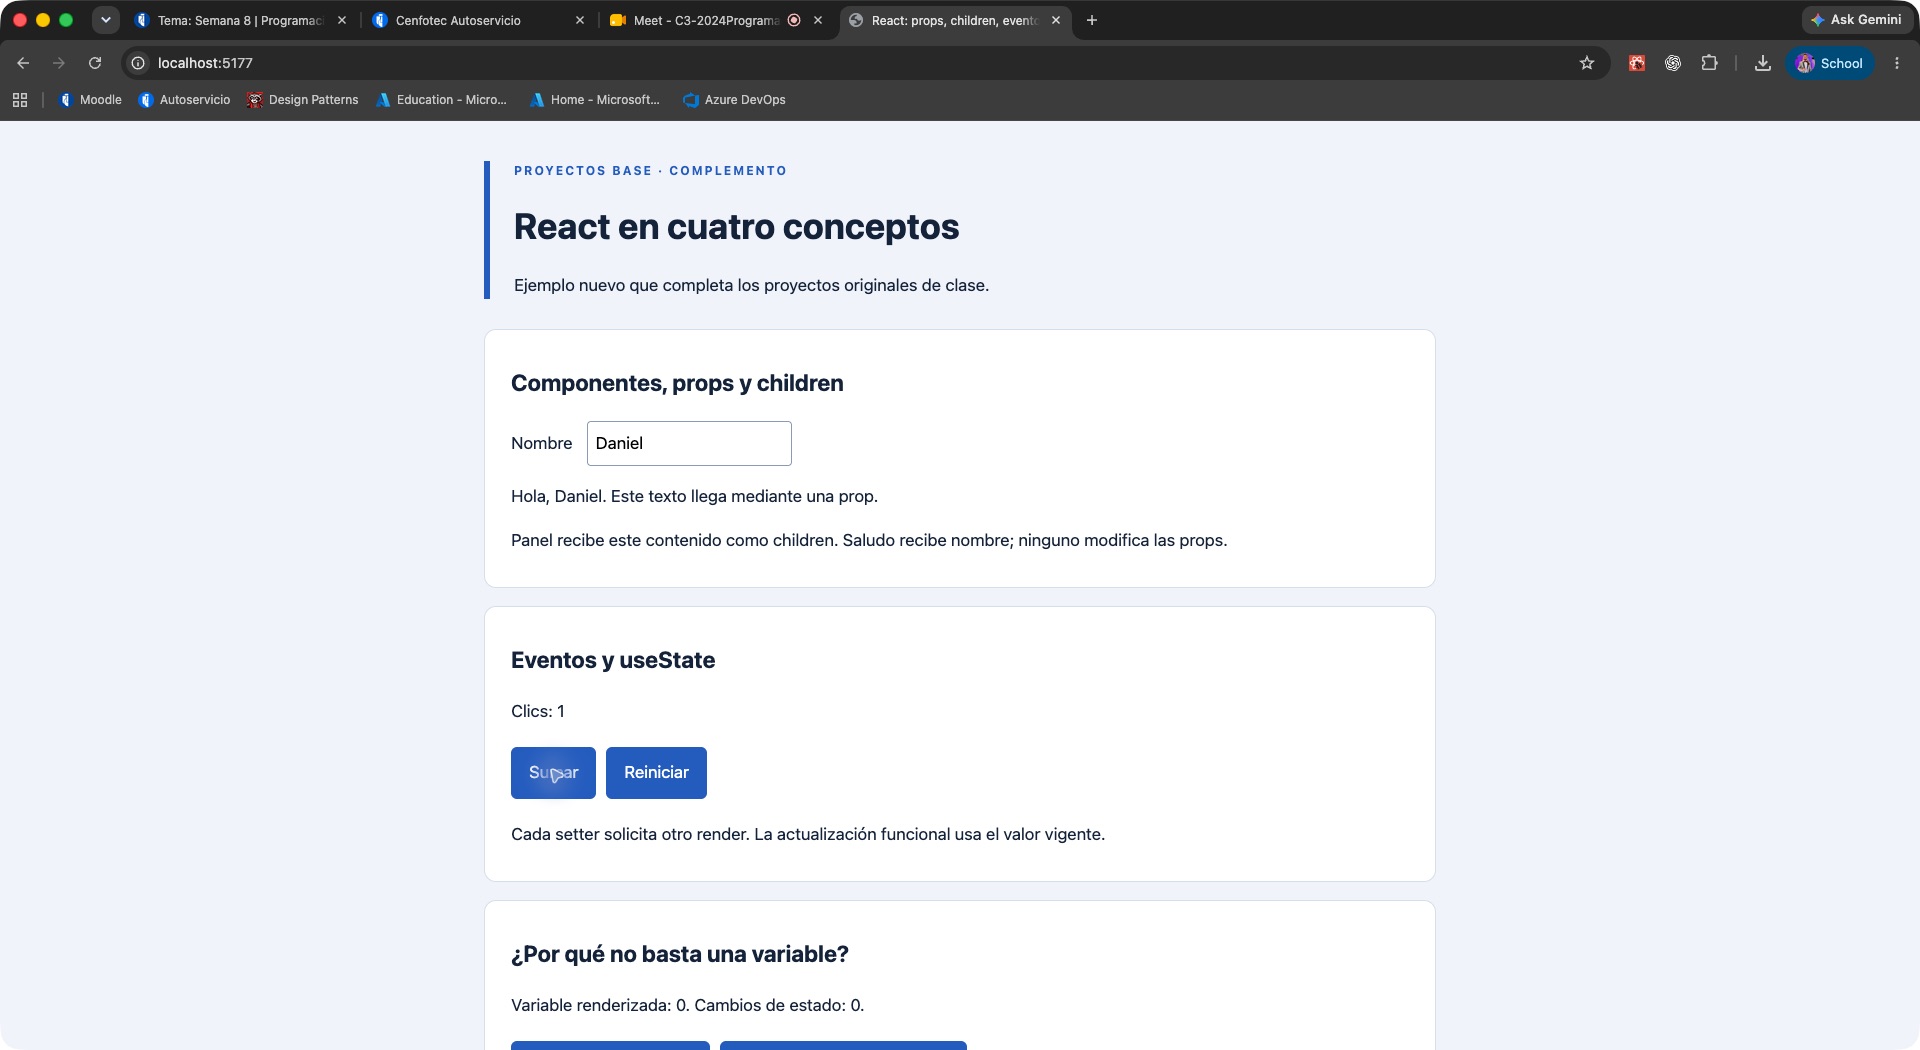 Tema: Semana 8 | Programaci
Cenfotec Autoservicio
Meet - C3-2024Programa
React: props, children, evento
Ask Gemini
localhost:5177
School
Moodle
Autoservicio
Design Patterns
Education - Micro...
Home - Microsoft...
Azure DevOps
PROYECTOS BASE · COMPLEMENTO
React en cuatro conceptos
Ejemplo nuevo que completa los proyectos originales de clase.
Componentes, props y children
Nombre Daniel
Hola, Daniel. Este texto llega mediante una prop.
Panel recibe este contenido como children. Saludo recibe nombre; ninguno modifica las props.
Eventos y useState
Clics: 1
Sumar Reiniciar
Cada setter solicita otro render. La actualización funcional usa el valor vigente.
¿Por qué no basta una variable?
Variable renderizada: 0. Cambios de estado: 0.